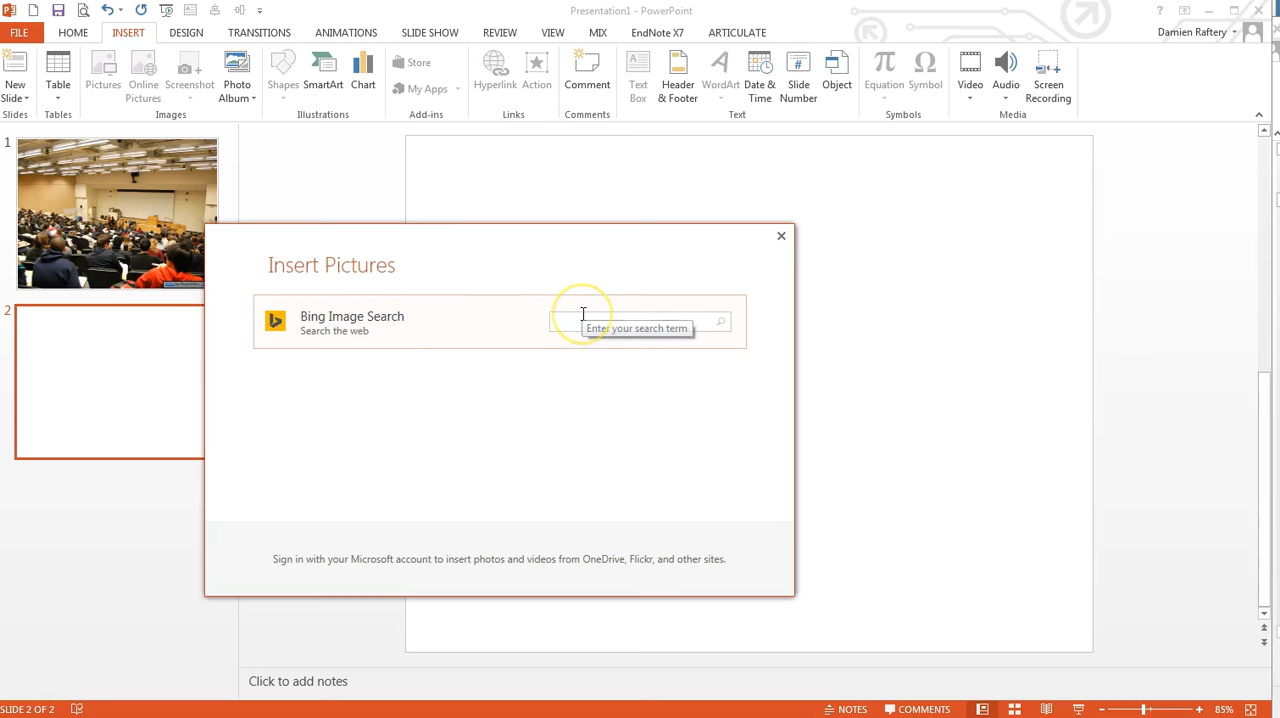 Presentation1 - PowerPoint
FILE HOME INSERT DESIGN TRANSITIONS ANIMATIONS SLIDE SHOW REVIEW VIEW MIX EndNote X7 ARTICULATE Damien Raftery
New Slide
Table
Pictures
Online Pictures
Screenshot
Photo Album
Shapes
SmartArt
Chart
Store
My Apps
Hyperlink
Action
Comment
Text Box
Header & Footer
WordArt
Date & Time
Slide Number
Object
Equation
Symbol
Video
Audio
Screen Recording
Slides Tables Images Illustrations Add-ins Links Comments Text Symbols Media
1
2
Insert Pictures
Bing Image Search
Search the web
Enter your search term
Sign in with your Microsoft account to insert photos and videos from OneDrive, Flickr, and other sites.
Click to add notes
SLIDE 2 OF 2 NOTES COMMENTS 85%